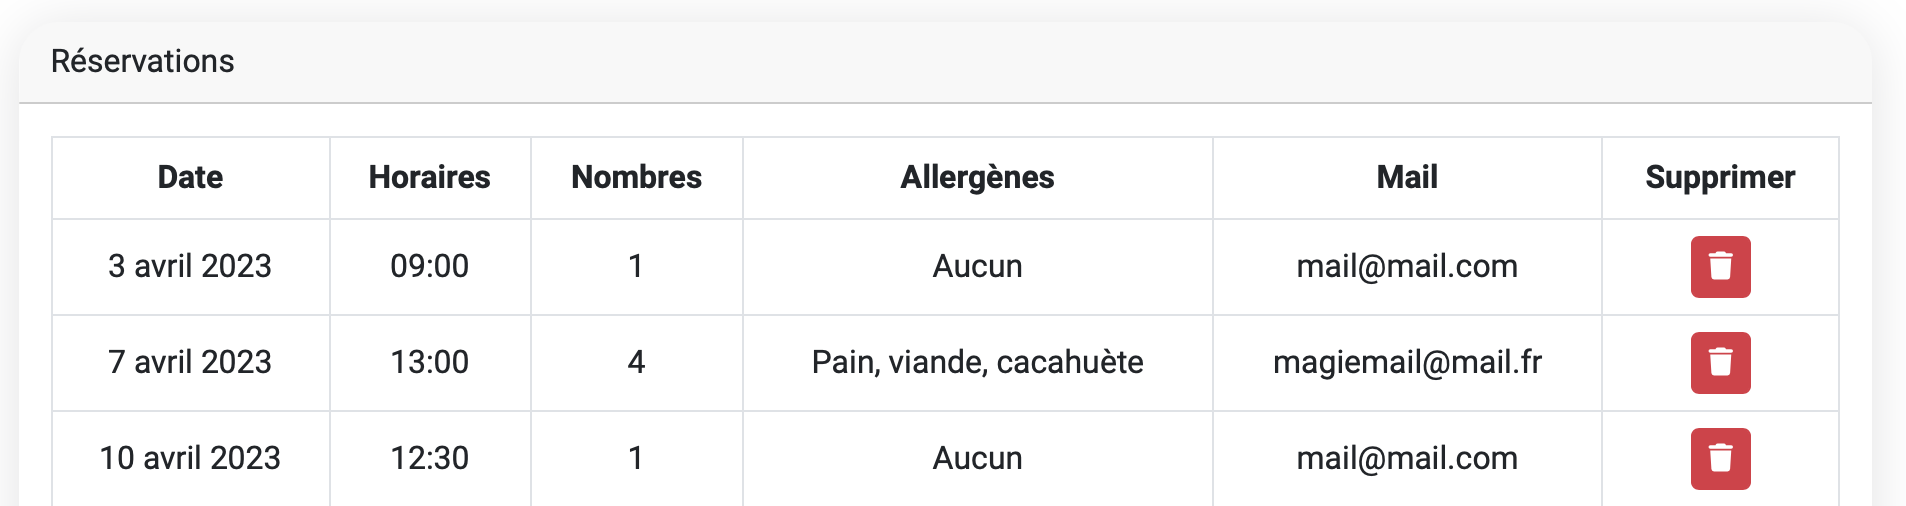 Réservations
Date Horaires Nombres Allergènes Mail Supprimer
3 avril 2023 09:00 1 Aucun mail@mail.com
7 avril 2023 13:00 4 Pain, viande, cacahuète magiemail@mail.fr
10 avril 2023 12:30 1 Aucun mail@mail.com